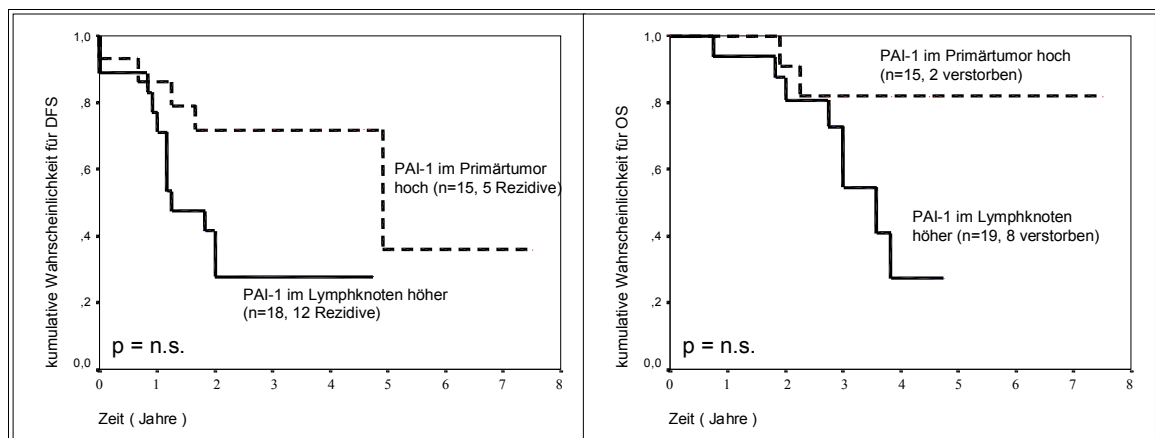 kumulative Wahrscheinlichkeit für DFS
1,0
,8
,6
,4
,2
0,0
PAI-1 im Primärtumor
hoch (n=15, 5 Rezidive)
PAI-1 im Lymphknoten höher
(n=18, 12 Rezidive)
p = n.s.
0 1 2 3 4 5 6 7 8
Zeit ( Jahre )
kumulative Wahrscheinlichkeit für OS
1,0
,8
,6
,4
,2
0,0
PAI-1 im Primärtumor hoch
(n=15, 2 verstorben)
PAI-1 im Lymphknoten
höher (n=19, 8 verstorben)
p = n.s.
0 1 2 3 4 5 6 7 8
Zeit ( Jahre )